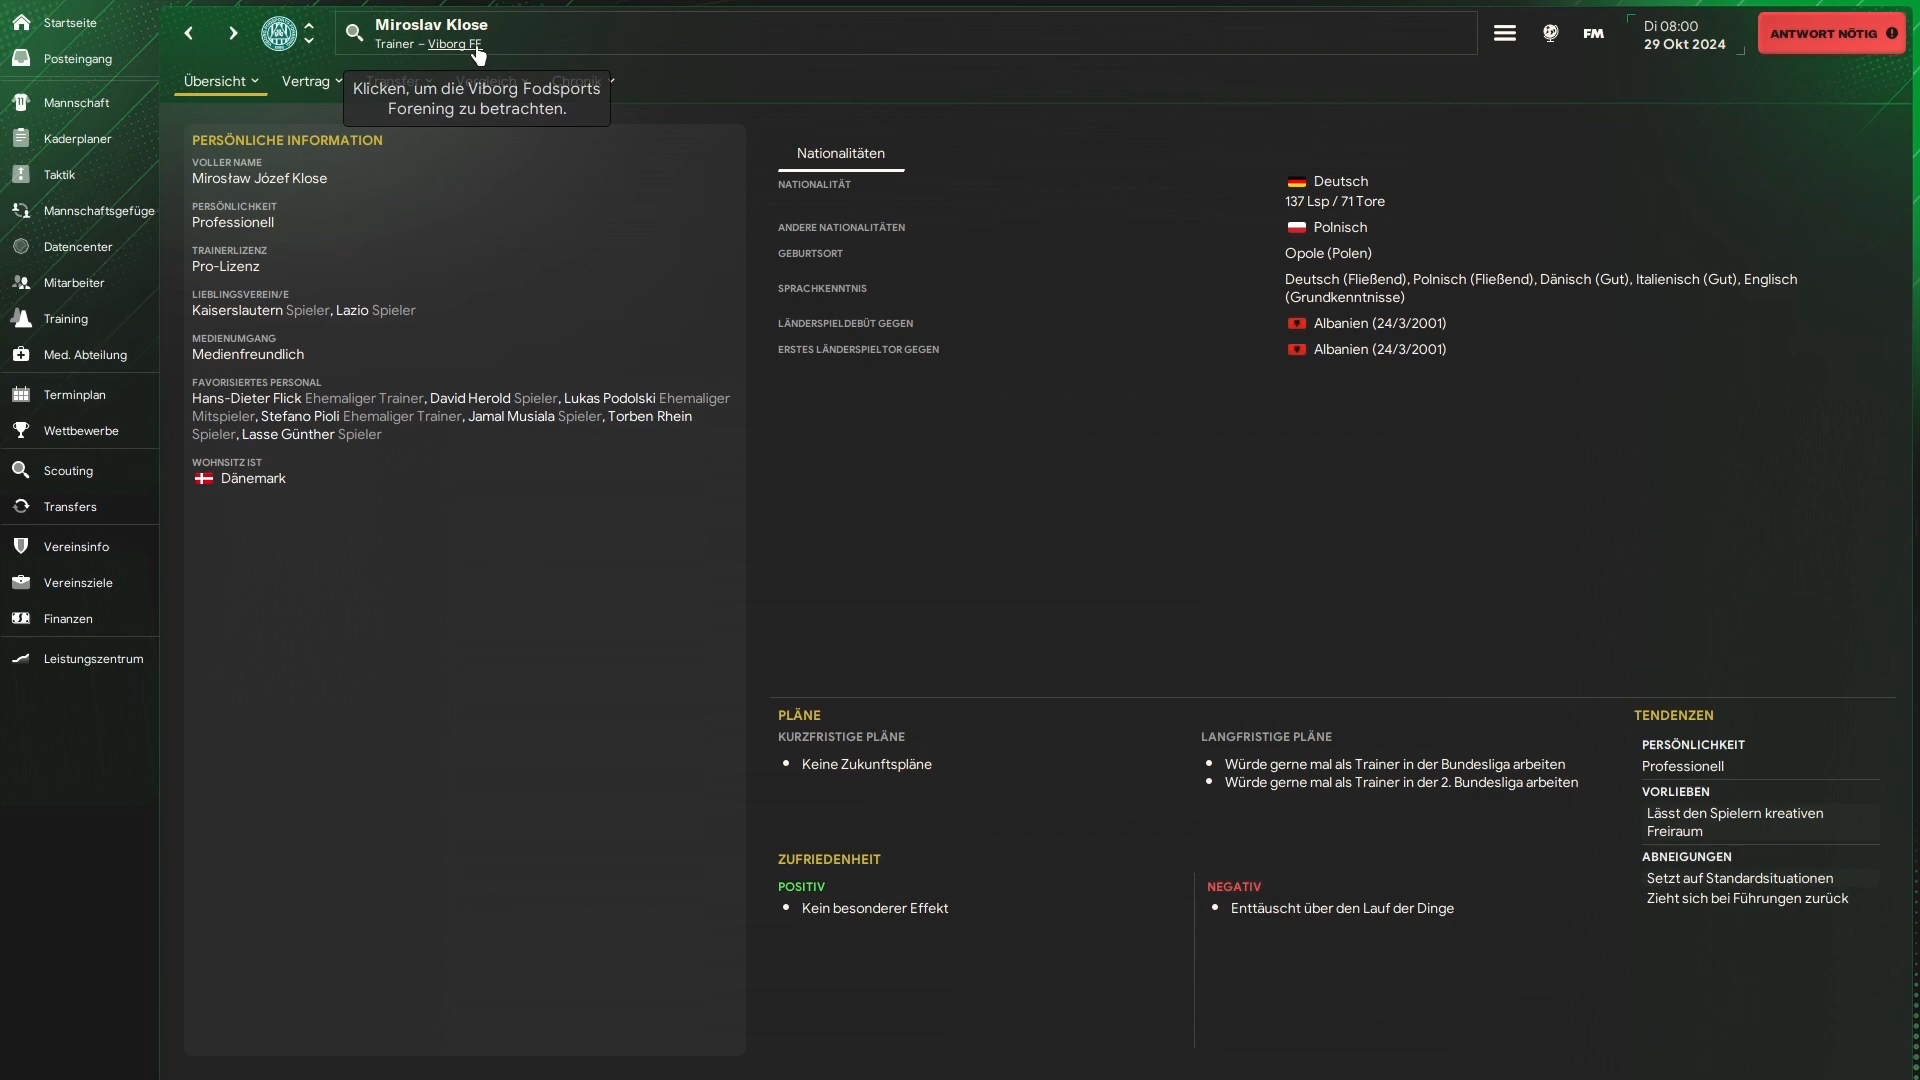 Startseite
Posteingang
Mannschaft
Kaderplaner
Taktik
Mannschaftsgefüge
Datencenter
Mitarbeiter
Training
Med. Abteilung
Terminplan
Wettbewerbe
Scouting
Transfers
Vereinsinfo
Vereinsziele
Finanzen
Leistungszentrum
Miroslav Klose
Trainer – Viborg FF
FM
Di 08:00
29 Okt 2024
ANTWORT NÖTIG
Übersicht
Vertrag
Transfer
Vergleich
Chronik
Klicken, um die Viborg Fodsports
Forening zu betrachten.
PERSÖNLICHE INFORMATION
VOLLER NAME
Mirosław Józef Klose
PERSÖNLICHKEIT
Professionell
TRAINERLIZENZ
Pro-Lizenz
LIEBLINGSVEREIN/E
Kaiserslautern Spieler, Lazio Spieler
MEDIENUMGANG
Medienfreundlich
FAVORISIERTES PERSONAL
Hans-Dieter Flick Ehemaliger Trainer, David Herold Spieler, Lukas Podolski Ehemaliger
Mitspieler, Stefano Pioli Ehemaliger Trainer, Jamal Musiala Spieler, Torben Rhein
Spieler, Lasse Günther Spieler
WOHNSITZ IST
Dänemark
Nationalitäten
NATIONALITÄT
Deutsch
137 Lsp / 71 Tore
ANDERE NATIONALITÄTEN
Polnisch
GEBURTSORT
Opole (Polen)
SPRACHKENNTNIS
Deutsch (Fließend), Polnisch (Fließend), Dänisch (Gut), Italienisch (Gut), Englisch
(Grundkenntnisse)
LÄNDERSPIELDEBÜT GEGEN
Albanien (24/3/2001)
ERSTES LÄNDERSPIELTOR GEGEN
Albanien (24/3/2001)
PLÄNE
KURZFRISTIGE PLÄNE
Keine Zukunftspläne
LANGFRISTIGE PLÄNE
Würde gerne mal als Trainer in der Bundesliga arbeiten
Würde gerne mal als Trainer in der 2. Bundesliga arbeiten
ZUFRIEDENHEIT
POSITIV
Kein besonderer Effekt
NEGATIV
Enttäuscht über den Lauf der Dinge
TENDENZEN
PERSÖNLICHKEIT
Professionell
VORLIEBEN
Lässt den Spielern kreativen
Freiraum
ABNEIGUNGEN
Setzt auf Standardsituationen
Zieht sich bei Führungen zurück